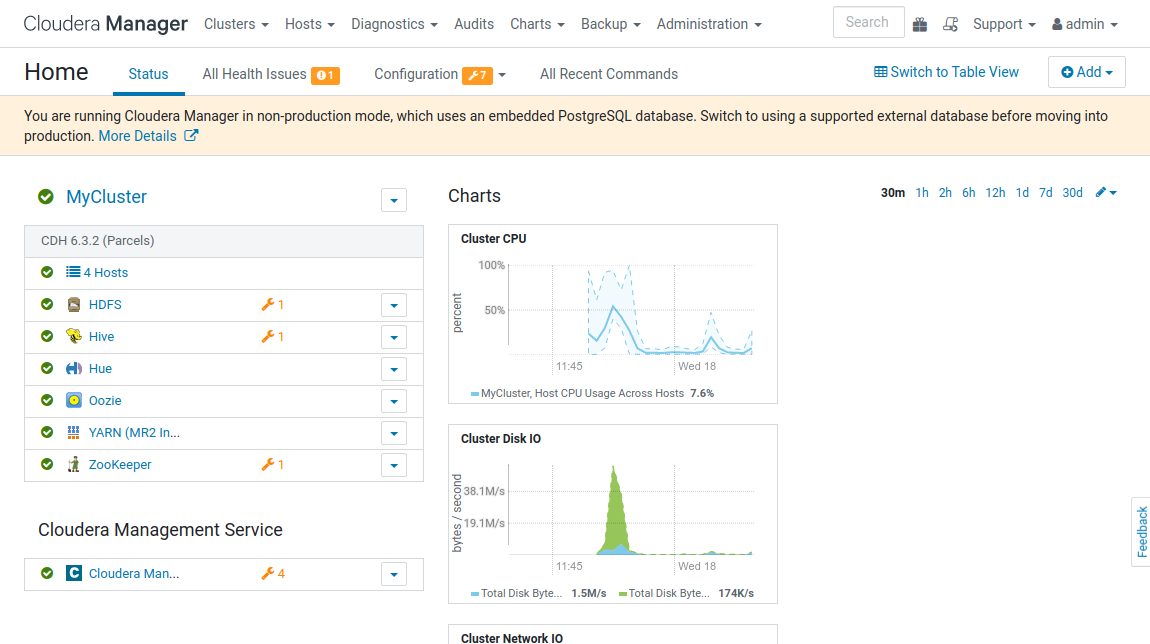 Cloudera Manager Clusters Hosts Diagnostics Audits Charts Backup Administration Search Support admin
Home Status All Health Issues 1 Configuration 7 All Recent Commands Switch to Table View Add
You are running Cloudera Manager in non-production mode, which uses an embedded PostgreSQL database. Switch to using a supported external database before moving into
production. More Details
MyCluster
CDH 6.3.2 (Parcels)
4 Hosts
HDFS 1
Hive 1
Hue
Oozie
YARN (MR2 In...
ZooKeeper 1
Cloudera Management Service
C Cloudera Man... 4
Charts 30m 1h 2h 6h 12h 1d 7d 30d
Cluster CPU
percent
100%
50%
11:45 Wed 18
MyCluster, Host CPU Usage Across Hosts 7.6%
Cluster Disk IO
bytes / second
38.1M/s
19.1M/s
11:45 Wed 18
Total Disk Byte... 1.5M/s Total Disk Byte... 174K/s
Cluster Network IO
Feedback